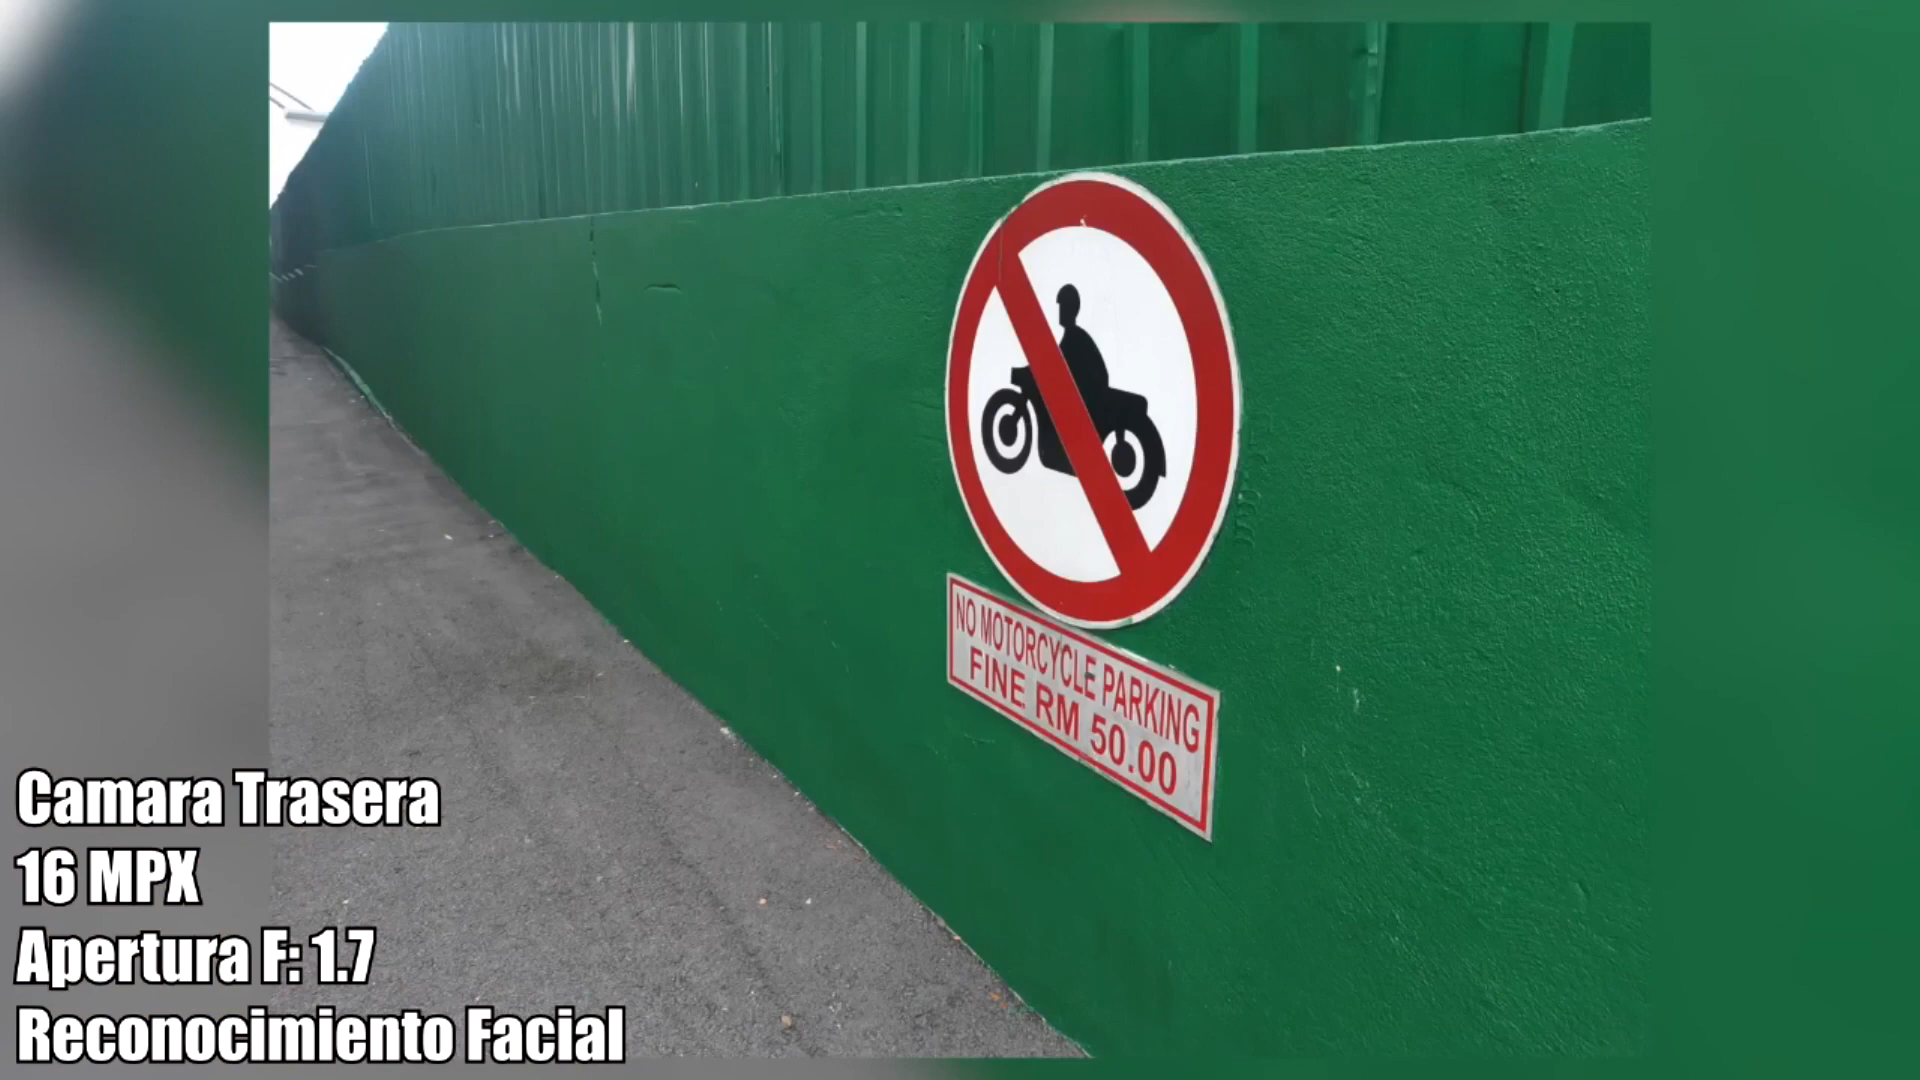 NO MOTORCYCLE PARKING
FINE RM 50.00
Camara Trasera
16 MPX
Apertura F: 1.7
Reconocimiento Facial